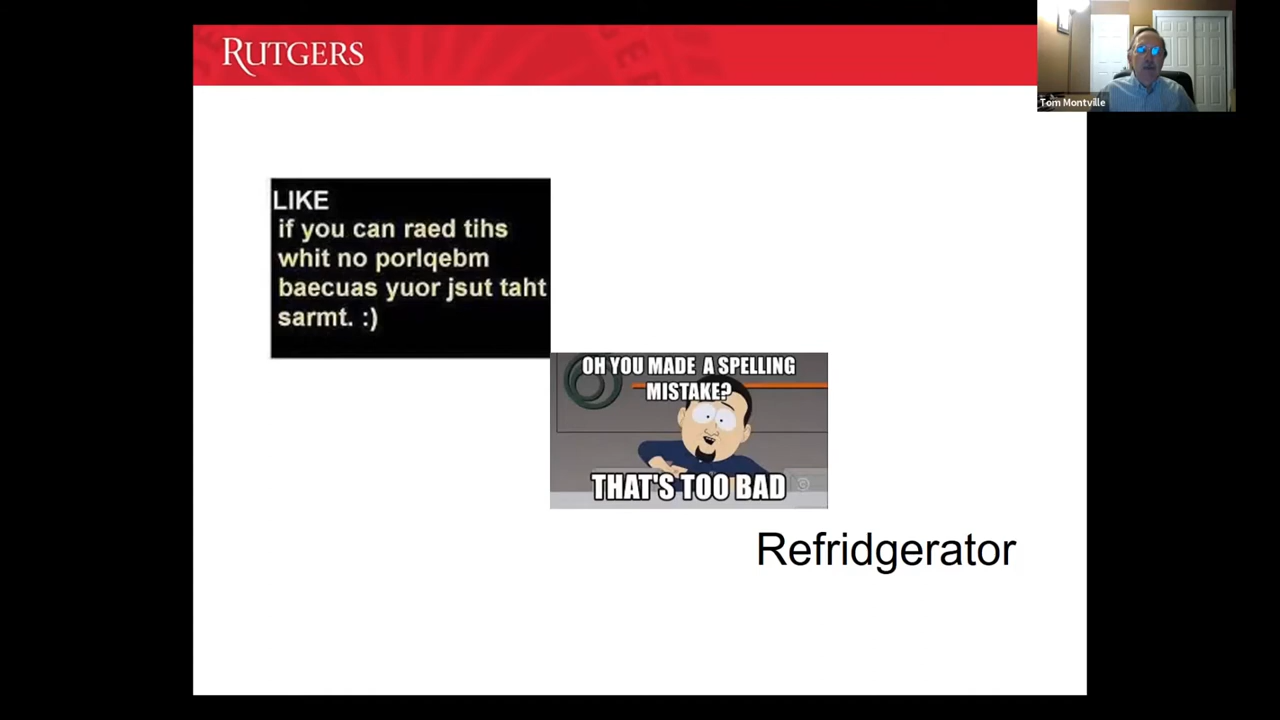 RUTGERS
Tom Montville
LIKE
if you can raed tihs
whit no porlqebm
baecuas yuor jsut taht
sarmt. :)
OH YOU MADE A SPELLING
MISTAKE?
THAT'S TOO BAD
Refridgerator